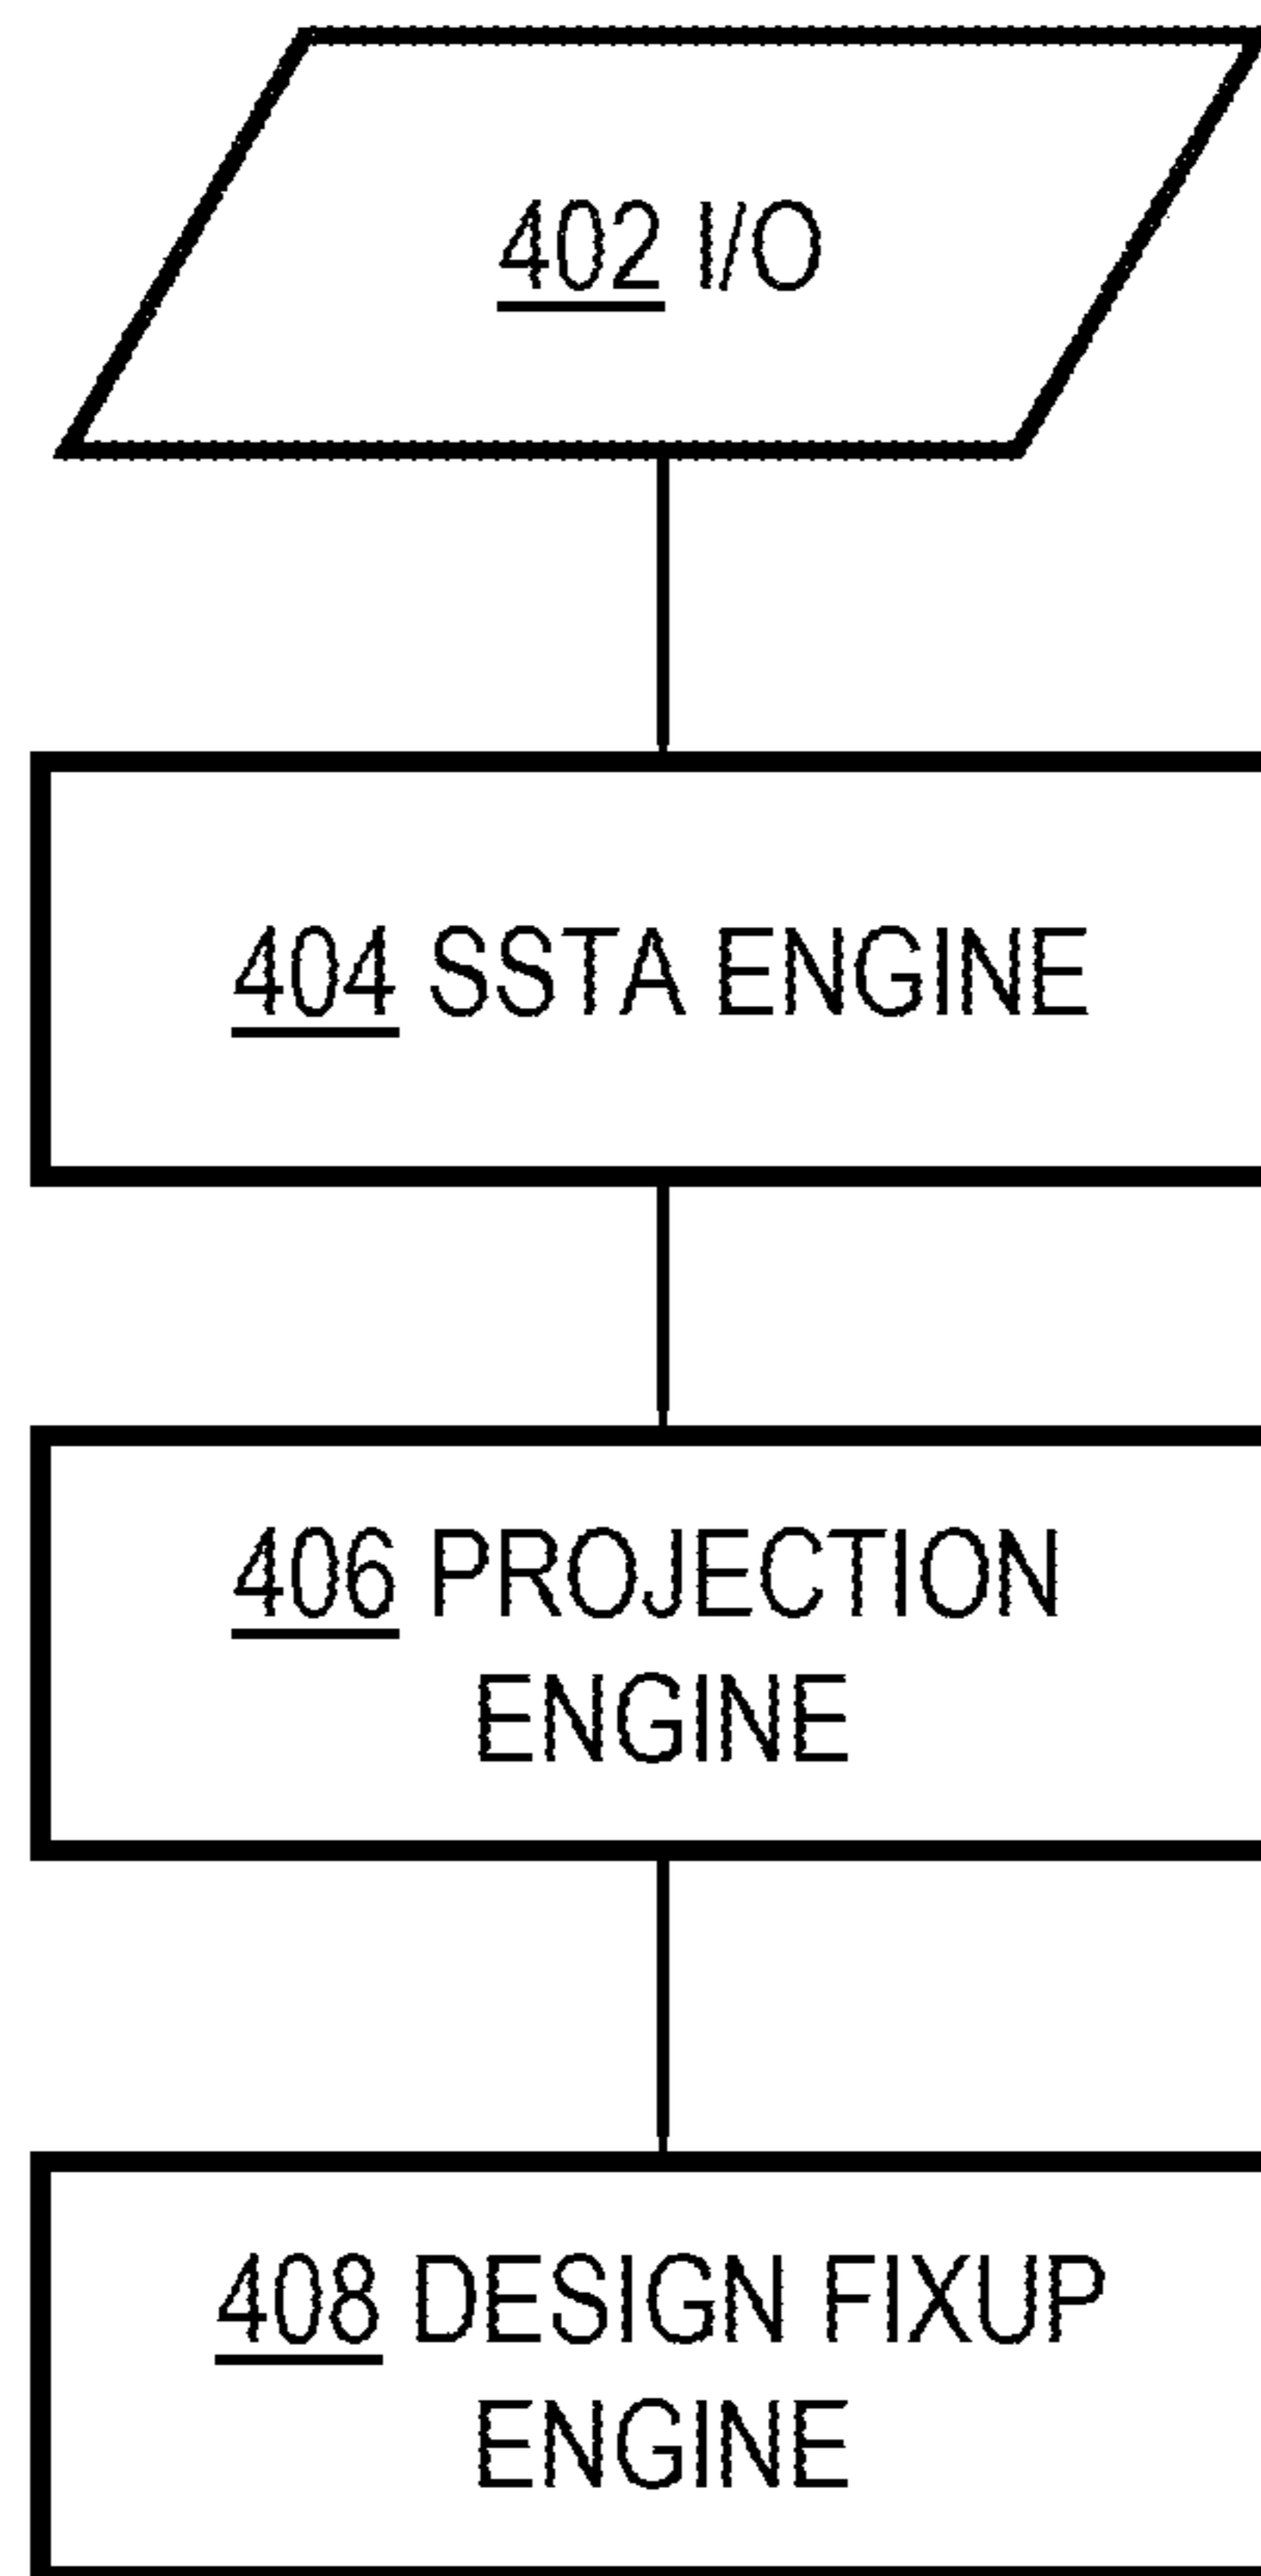 402 I/O
404 SSTA ENGINE
406 PROJECTION
ENGINE
408 DESIGN FIXUP
ENGINE